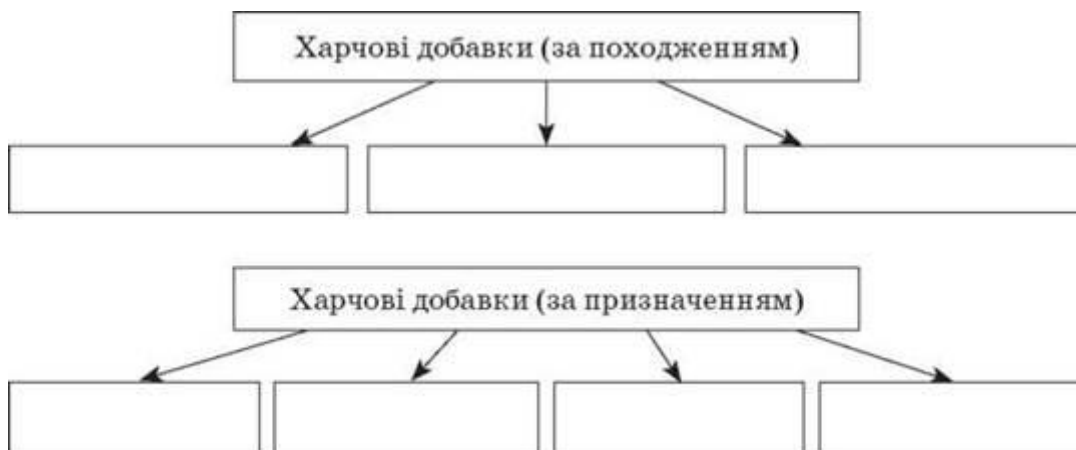 Харчові добавки (за походженням)
Харчові добавки (за призначенням)